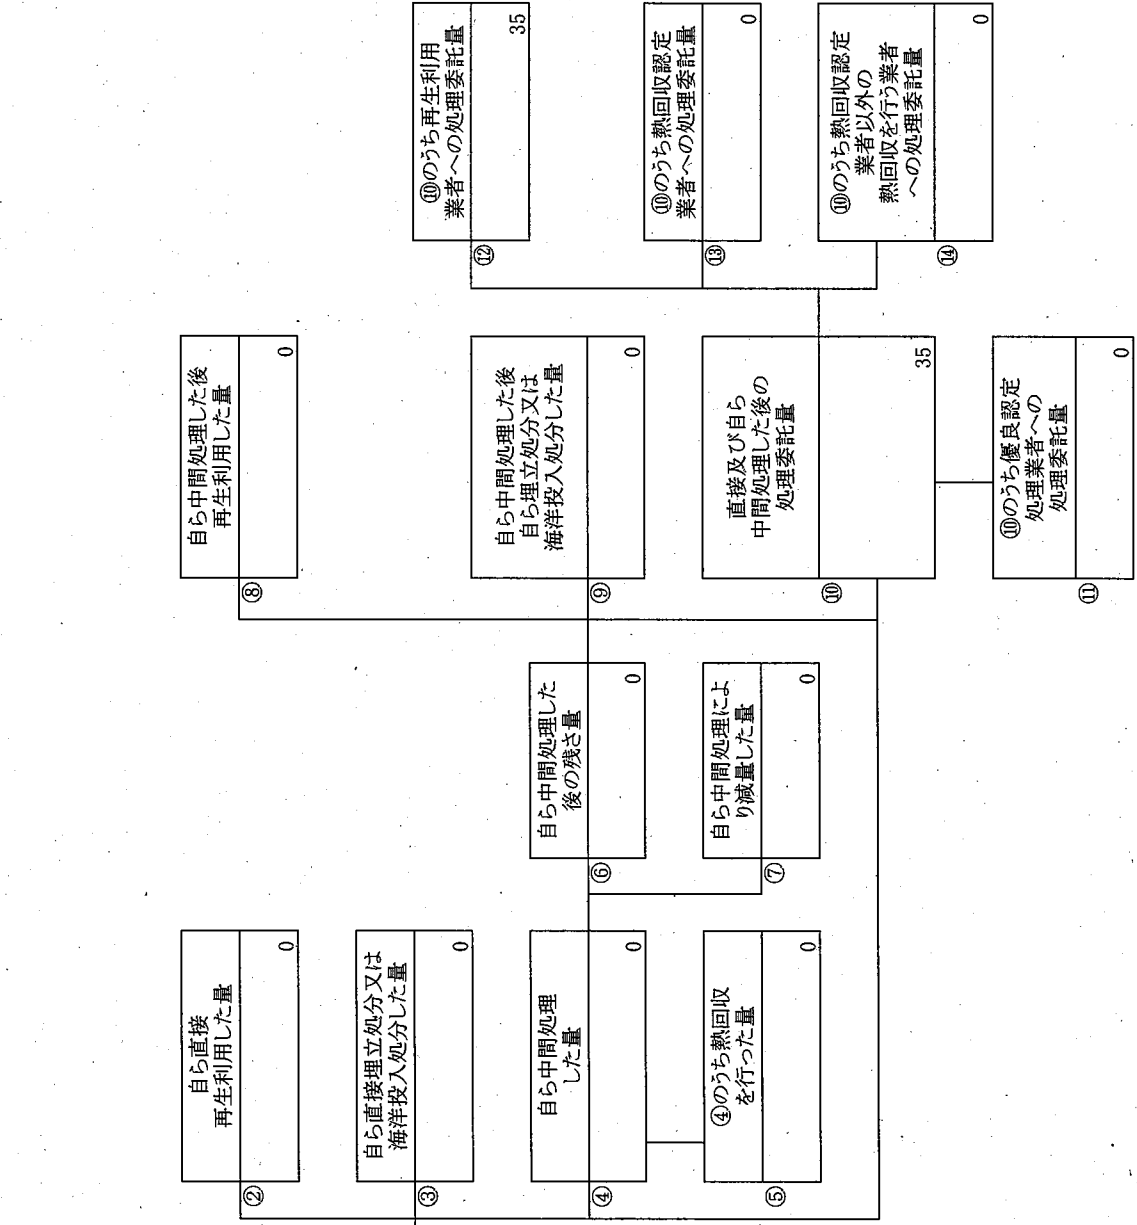 ②
自ら直接
再生利用した量
0
③
自ら直接埋立処分又は
海洋投入処分した量
0
④
自ら中間処理
した量
0
⑤
④のうち熱回収
を行った量
0
⑥
自ら中間処理した
後の残さ量
0
⑦
自ら中間処理によ
り減量した量
0
⑧
自ら中間処理した後
再生利用した量
0
⑨
自ら中間処理した後
自ら埋立処分又は
海洋投入処分した量
0
⑩
直接及び自ら
中間処理した後の
処理委託量
35
⑪
⑩のうち優良認定
処理業者への
処理委託量
0
⑫
⑩のうち再生利用
業者への処理委託量
35
⑬
⑩のうち熱回収認定
業者への処理委託量
0
⑭
⑩のうち熱回収認定
業者以外の
熱回収を行う業者
への処理委託量
0